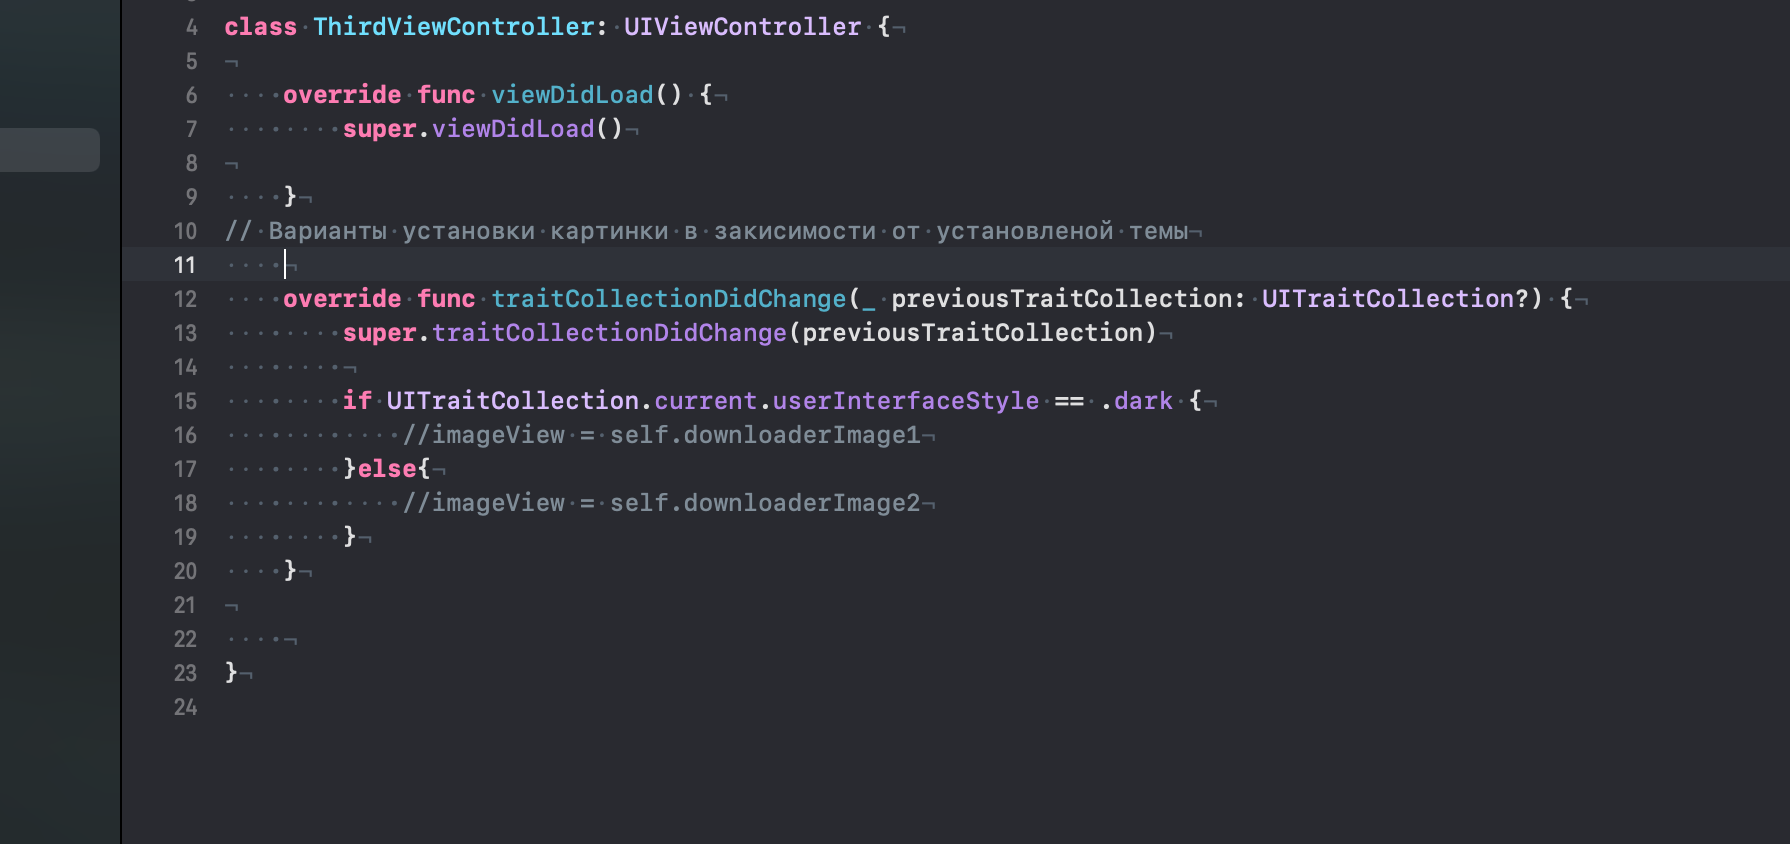 4 class ThirdViewController: UIViewController {
5
6 override func viewDidLoad() {
7 super.viewDidLoad()
8
9 }
10 // Варианты установки картинки в закисимости от установленой темы
11
12 override func traitCollectionDidChange(_ previousTraitCollection: UITraitCollection?) {
13 super.traitCollectionDidChange(previousTraitCollection)
14
15 if UITraitCollection.current.userInterfaceStyle == .dark {
16 //imageView = self.downloaderImage1
17 }else{
18 //imageView = self.downloaderImage2
19 }
20 }
21
22
23 }
24